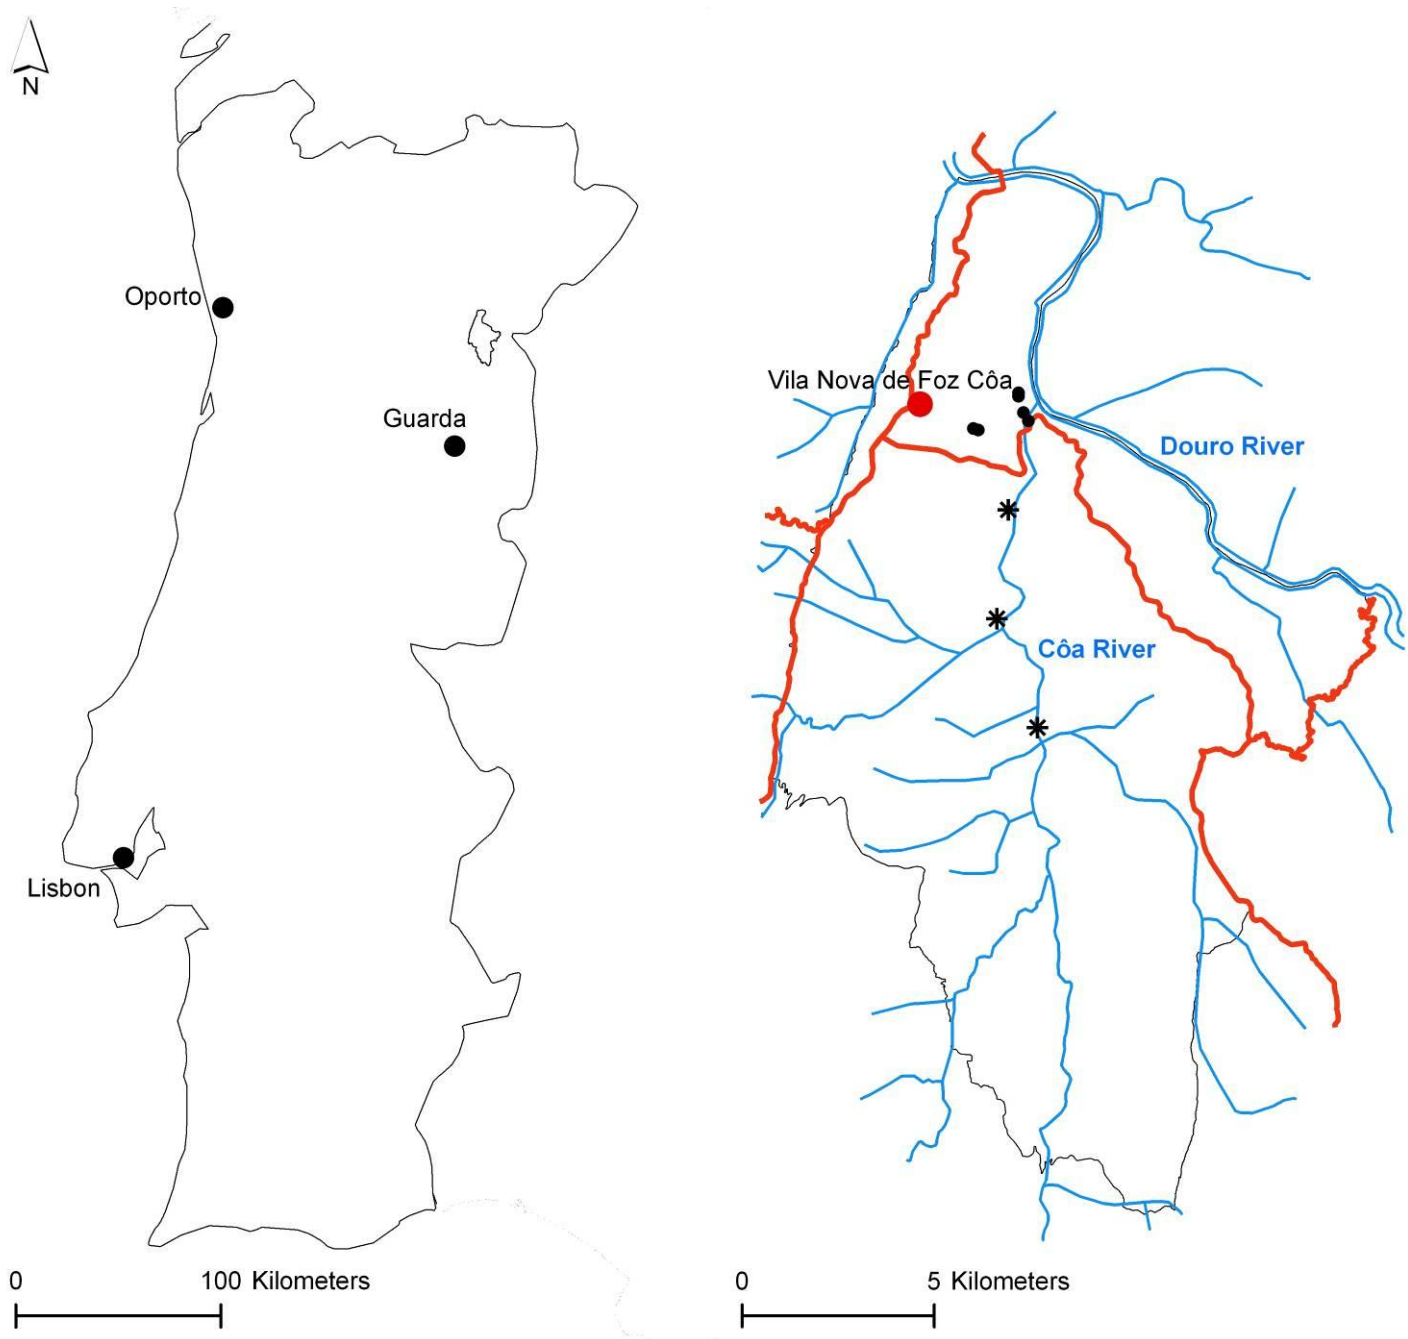 N
Oporto
Guarda
Lisbon
0 100 Kilometers
Vila Nova de Foz Côa
Douro River
Côa River
0 5 Kilometers